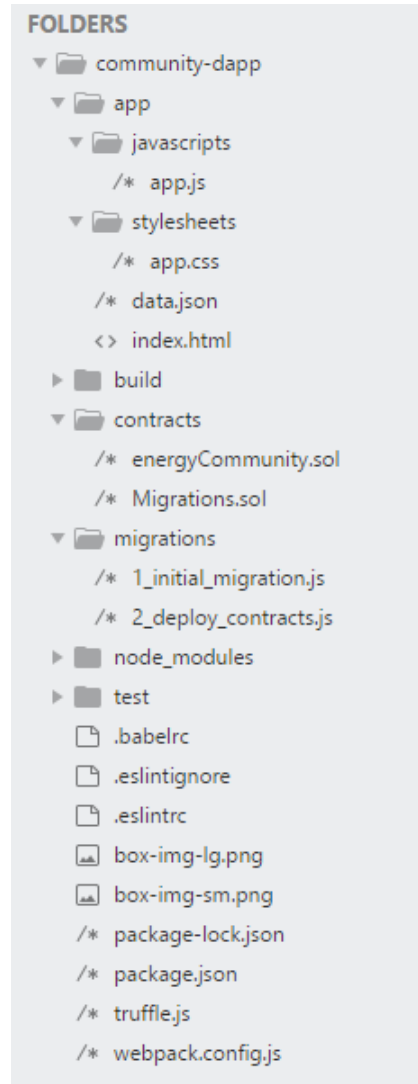 FOLDERS
community-dapp
app
javascripts
/* app.js
stylesheets
/* app.css
/* data.json
<> index.html
build
contracts
/* energyCommunity.sol
/* Migrations.sol
migrations
/* 1_initial_migration.js
/* 2_deploy_contracts.js
node_modules
test
.babelrc
.eslintignore
.eslintrc
box-img-lg.png
box-img-sm.png
/* package-lock.json
/* package.json
/* truffle.js
/* webpack.config.js